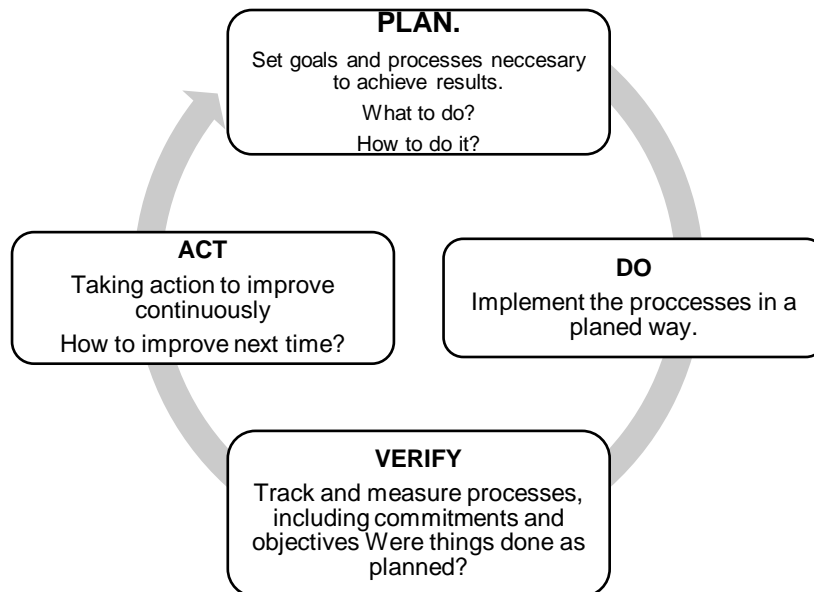 PLAN.
Set goals and processes neccesary
to achieve results.
What to do?
How to do it?
DO
Implement the proccesses in a
planed way.
VERIFY
Track and measure processes,
including commitments and
objectives Were things done as
planned?
ACT
Taking action to improve
continuously
How to improve next time?